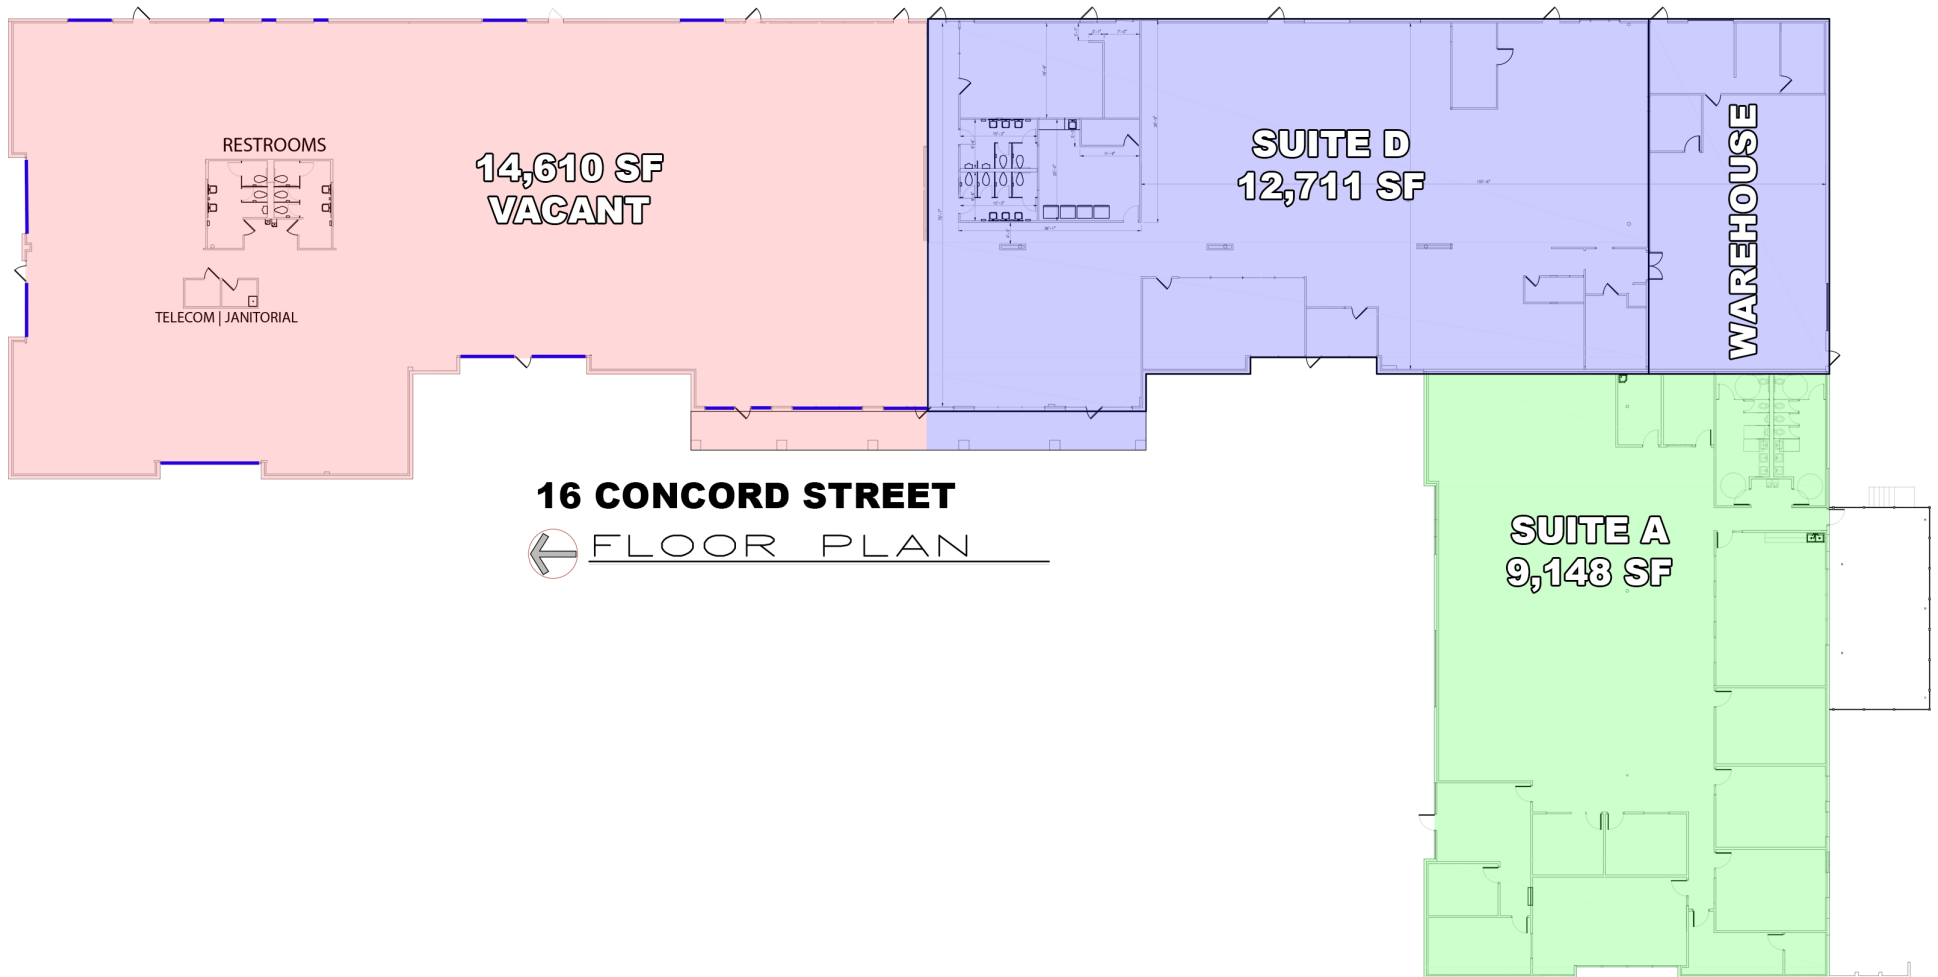 RESTROOMS
14,610 SF
VACANT
TELECOM | JANITORIAL
SUITE D
12,711 SF
WAREHOUSE
16 CONCORD STREET
FLOOR PLAN
SUITE A
9,148 SF